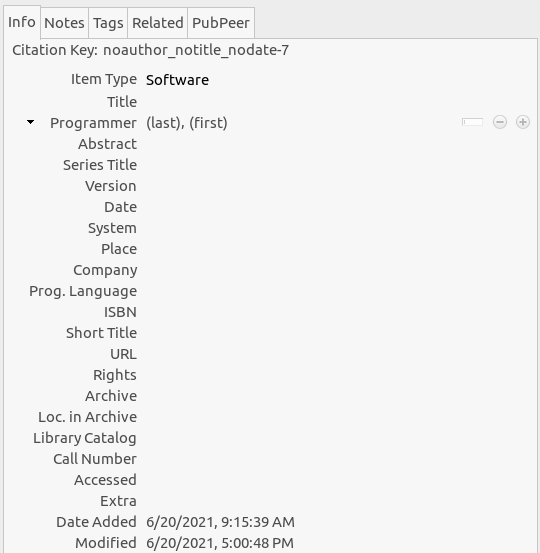 Info Notes Tags Related PubPeer
Citation Key: noauthor_notitle_nodate-7
Item Type Software
Title
Programmer (last), (first)
Abstract
Series Title
Version
Date
System
Place
Company
Prog. Language
ISBN
Short Title
URL
Rights
Archive
Loc. in Archive
Library Catalog
Call Number
Accessed
Extra
Date Added 6/20/2021, 9:15:39 AM
Modified 6/20/2021, 5:00:48 PM